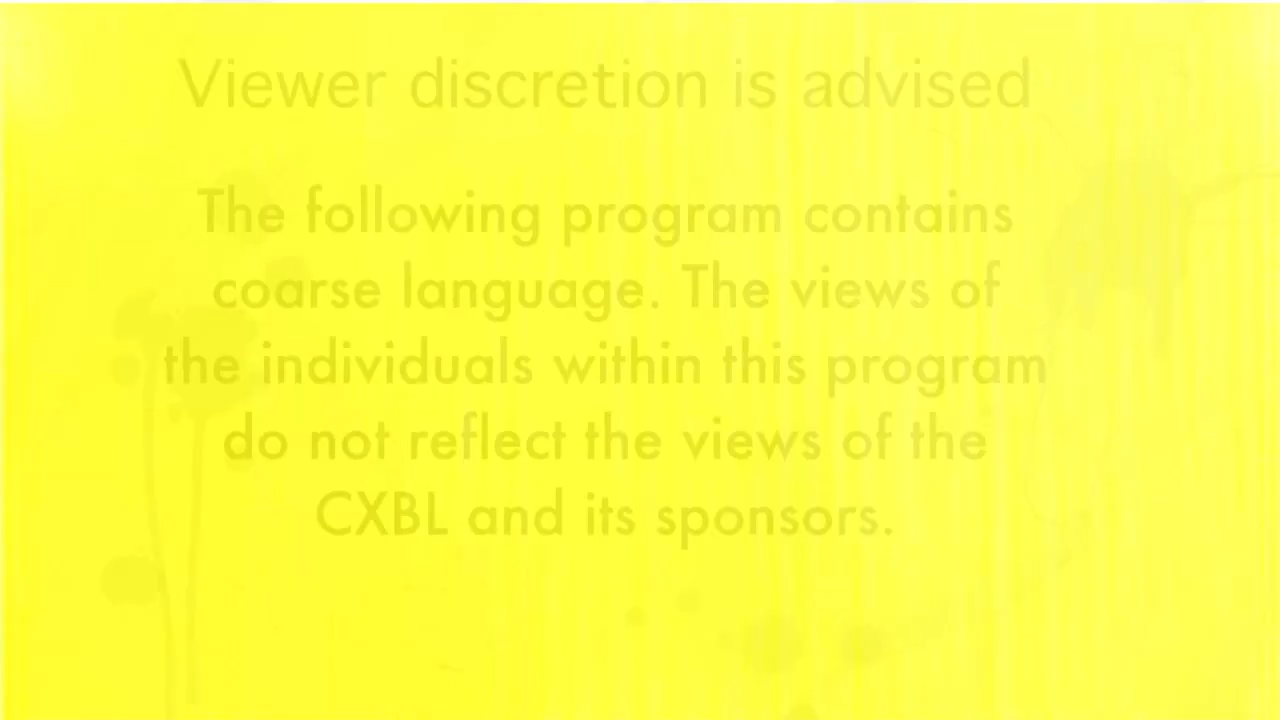 Viewer discretion is advised
The following program contains
coarse language. The views of
the individuals within this program
do not reflect the views of the
CXBL and its sponsors.